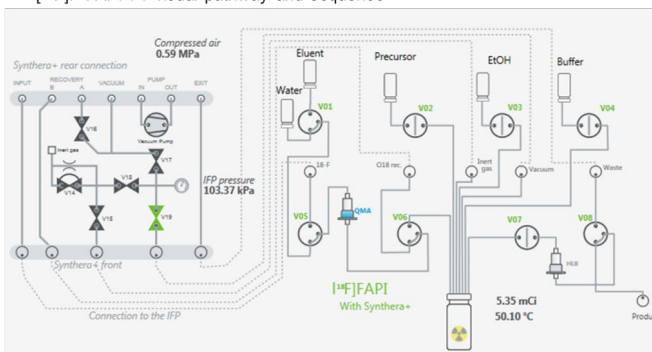 Compressed air
0.59 MPa
Synthera+ rear connection
INPUT
RECOVERY
B
A
VACUUM
PUMP
IN
OUT
EXIT
V16
Vacuum Pump
Inert gas
V17
V14
V15
IFP pressure
103.37 kPa
V18
V19
Synthera+ front
Connection to the IFP
Eluent
Water
V01
Precursor
V02
EtOH
V03
Buffer
V04
18-F
O18 rec.
Inert
gas
Vacuum
Waste
V05
QMA
V06
V07
V08
HLB
[¹⁸F]FAPI
With Synthera+
5.35 mCi
50.10 °C
Produ